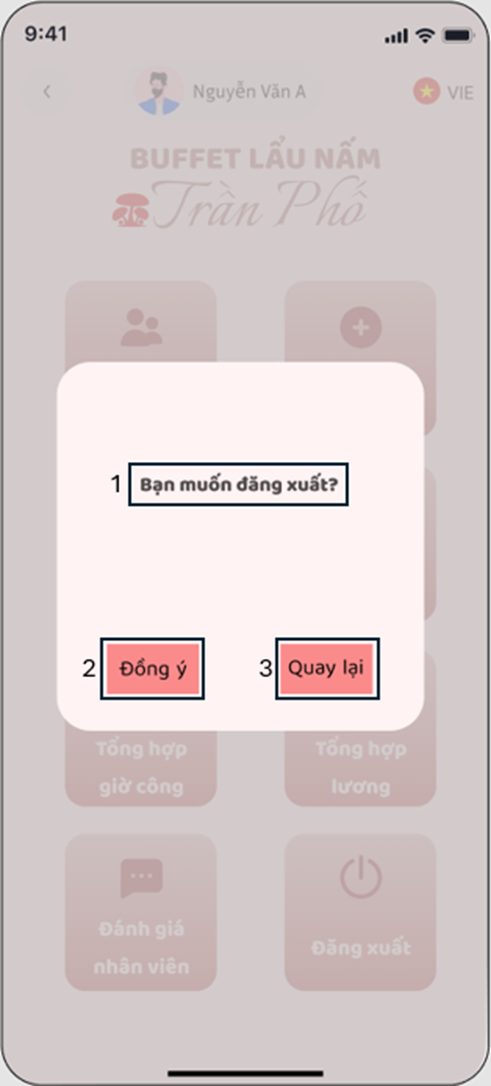 9:41
Nguyễn Văn A
VIE
BUFFET LẨU NẤM
Trần Phố
1 Bạn muốn đăng xuất?
2 Đồng ý
3 Quay lại
Tổng hợp
giờ công
Tổng hợp
lương
Đánh giá
nhân viên
Đăng xuất